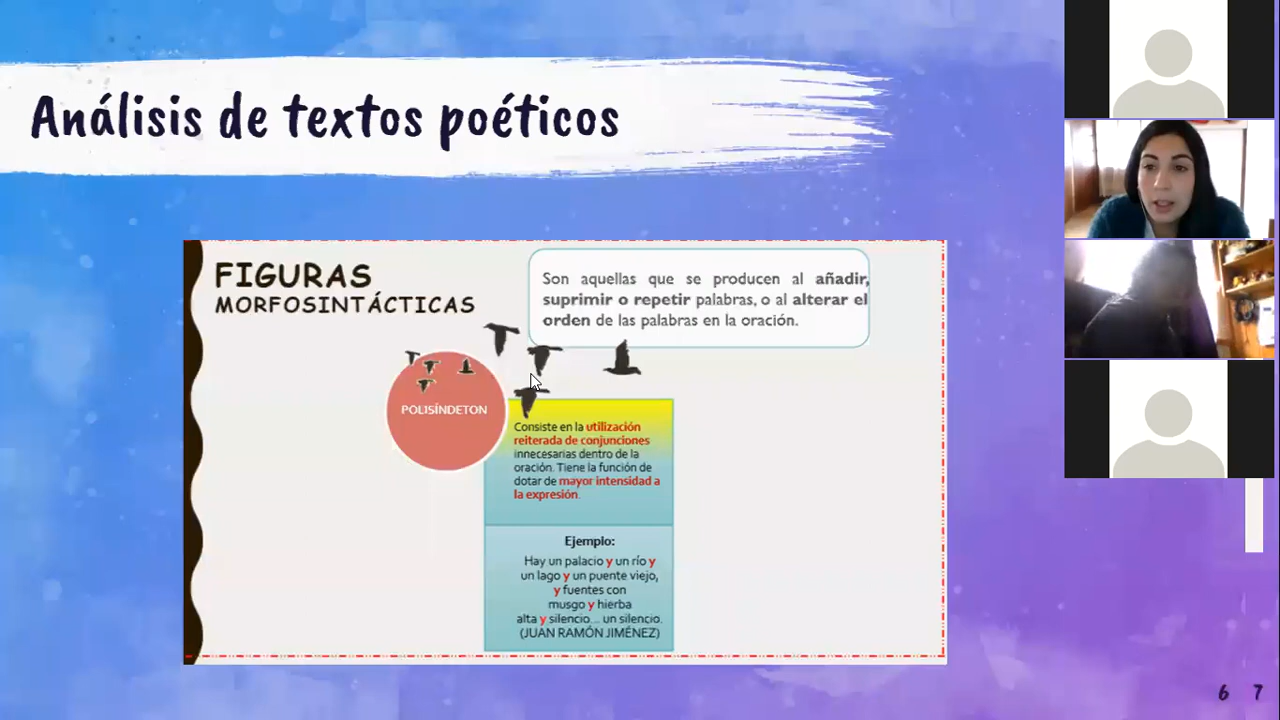 Análisis de textos poéticos
FIGURAS
MORFOSINTÁCTICAS
Son aquellas que se producen al añadir,
suprimir o repetir palabras, o al alterar el
orden de las palabras en la oración.
POLISÍNDETON
Consiste en la utilización
reiterada de conjunciones
innecesarias dentro de la
oración. Tiene la función de
dotar de mayor intensidad a
la expresión.
Ejemplo:
Hay un palacio y un río y
un lago y un puente viejo,
y fuentes con
musgo y hierba
alta y silencio... un silencio.
(JUAN RAMÓN JIMÉNEZ)
6 7